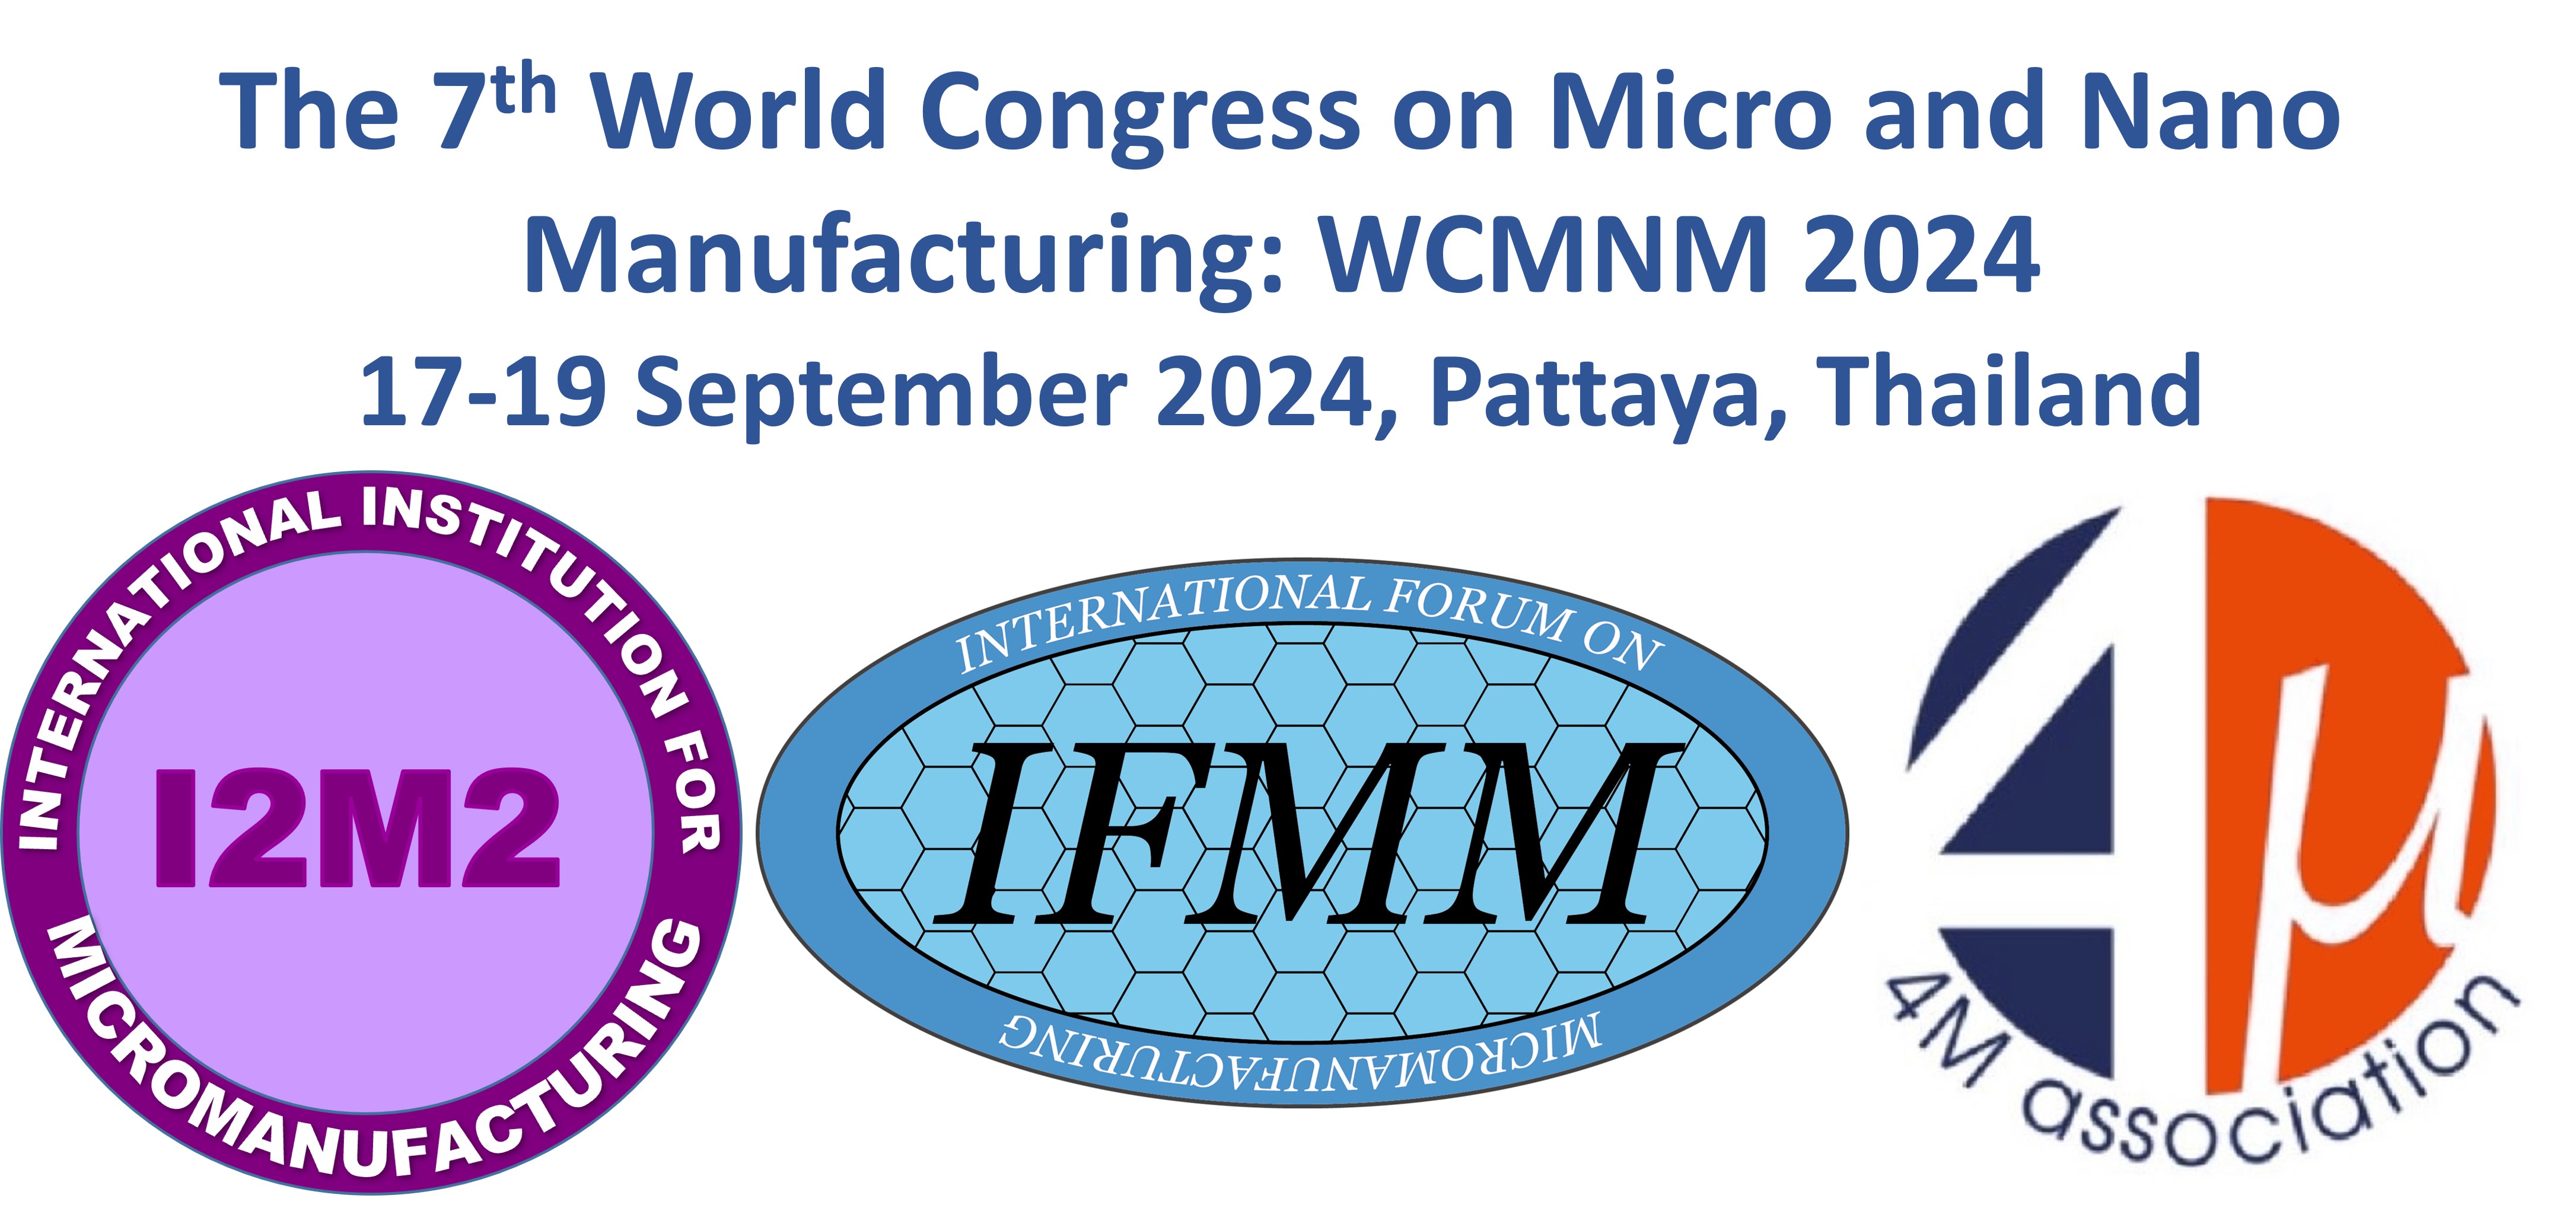 The 7th World Congress on Micro and Nano
Manufacturing: WCMNM 2024
17-19 September 2024, Pattaya, Thailand
INTERNATIONAL INSTITUTION FOR
I2M2
MICROMANUFACTURING
INTERNATIONAL FORUM ON
IFMM
MICROMANUFACTURING
4μ
4M association